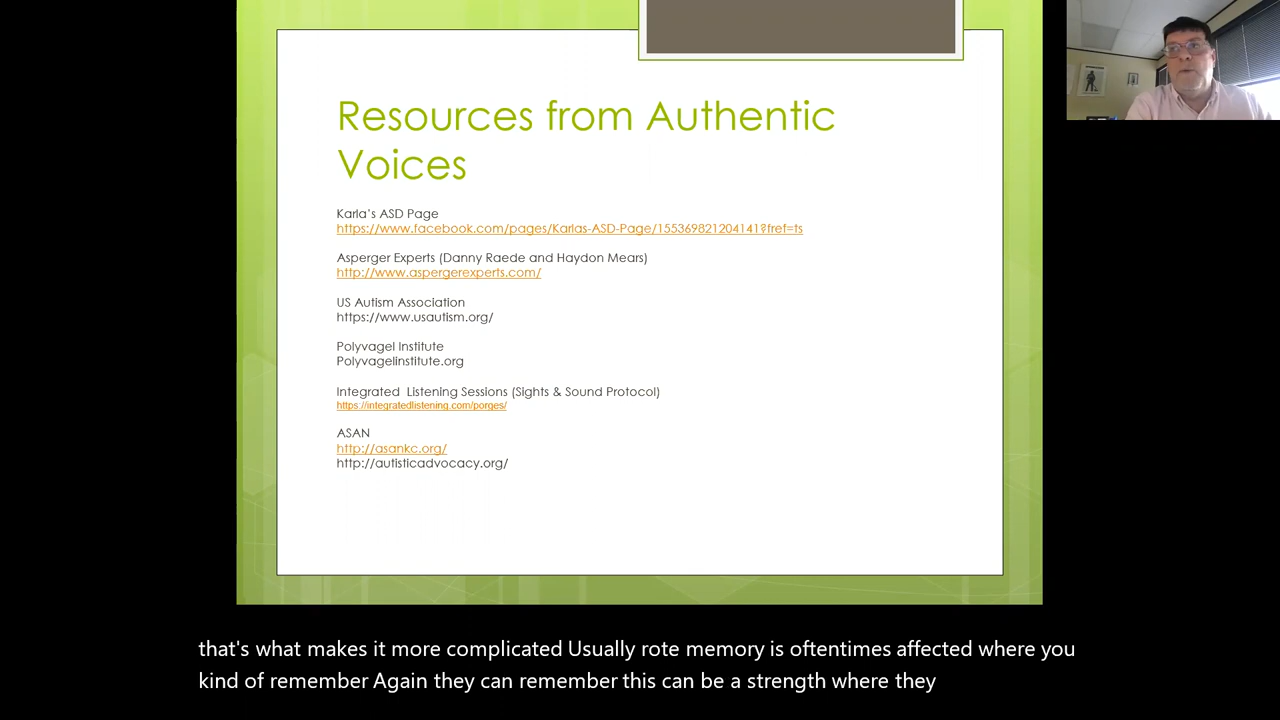 Resources from Authentic
Voices
Karla's ASD Page
https://www.facebook.com/pages/Karlas-ASD-Page/155369821204141?fref=ts
Asperger Experts (Danny Raede and Haydon Mears)
http://www.aspergerexperts.com/
US Autism Association
https://www.usautism.org/
Polyvagel Institute
Polyvagelinstitute.org
Integrated  Listening Sessions (Sights & Sound Protocol)
https://integratedlistening.com/porges/
ASAN
http://asankc.org/
http://autisticadvocacy.org/
that's what makes it more complicated Usually rote memory is oftentimes affected where you
kind of remember Again they can remember this can be a strength where they